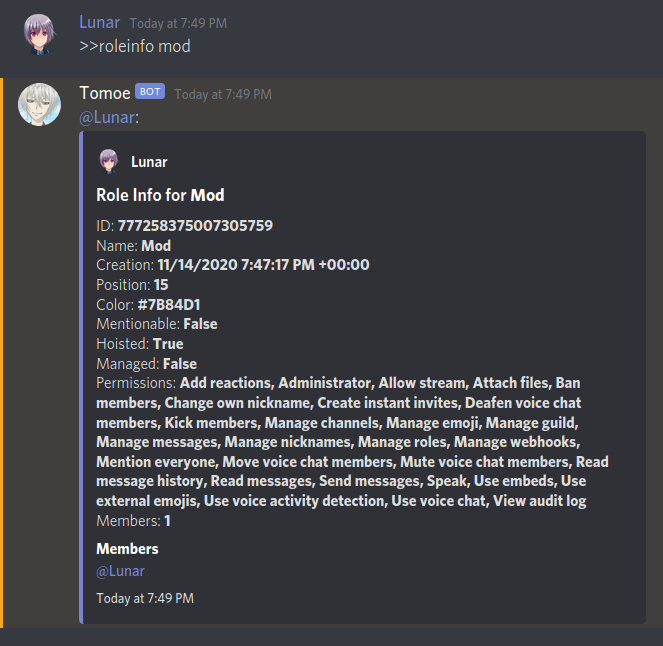 Lunar Today at 7:49 PM
>>roleinfo mod
Tomoe BOT Today at 7:49 PM
@Lunar:
Lunar
Role Info for Mod
ID: 777258375007305759
Name: Mod
Creation: 11/14/2020 7:47:17 PM +00:00
Position: 15
Color: #7B84D1
Mentionable: False
Hoisted: True
Managed: False
Permissions: Add reactions, Administrator, Allow stream, Attach files, Ban
members, Change own nickname, Create instant invites, Deafen voice chat
members, Kick members, Manage channels, Manage emoji, Manage guild,
Manage messages, Manage nicknames, Manage roles, Manage webhooks,
Mention everyone, Move voice chat members, Mute voice chat members, Read
message history, Read messages, Send messages, Speak, Use embeds, Use
external emojis, Use voice activity detection, Use voice chat, View audit log
Members: 1
Members
@Lunar
Today at 7:49 PM